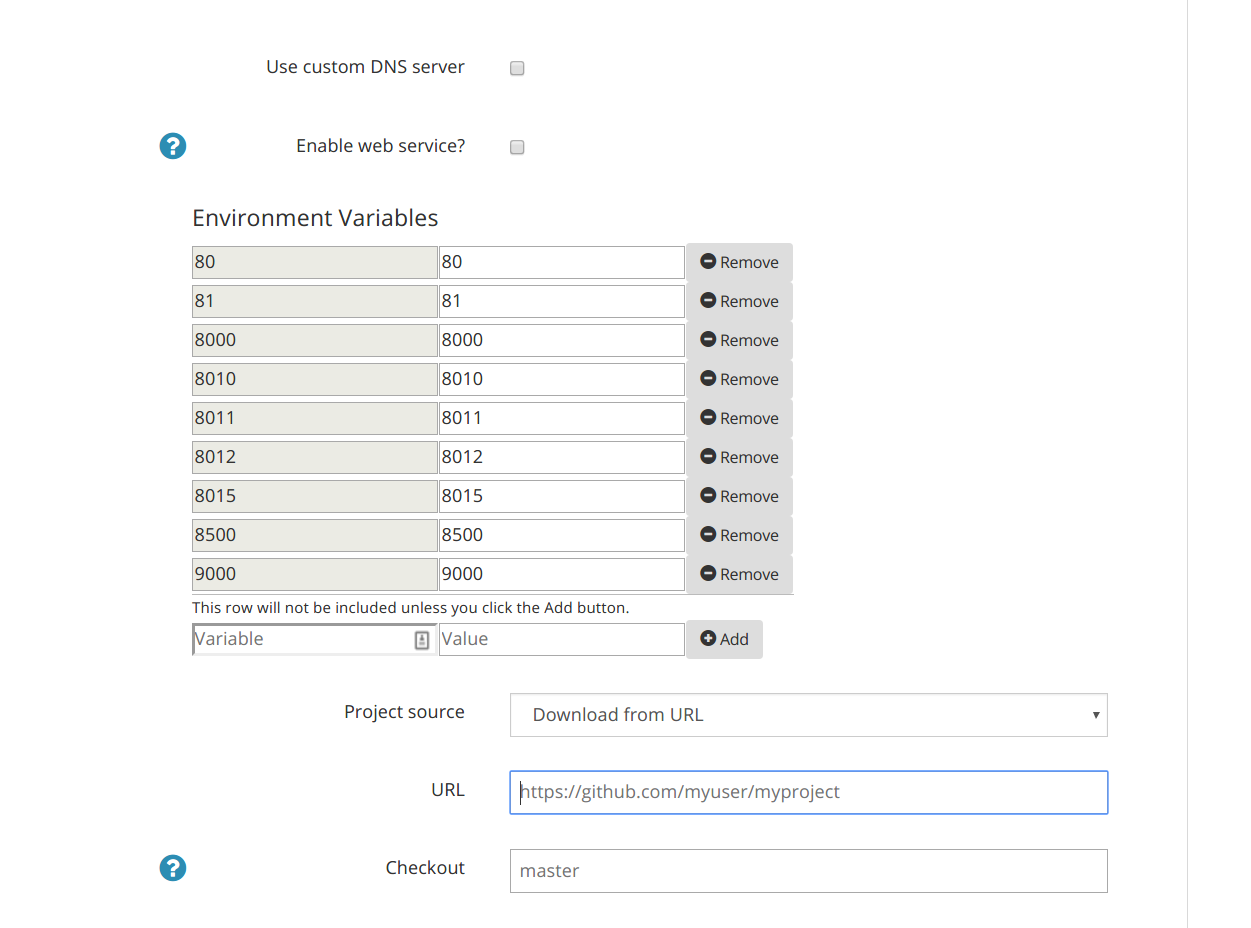 Use custom DNS server
Enable web service?
Environment Variables
80 80 Remove
81 81 Remove
8000 8000 Remove
8010 8010 Remove
8011 8011 Remove
8012 8012 Remove
8015 8015 Remove
8500 8500 Remove
9000 9000 Remove
This row will not be included unless you click the Add button.
Variable Value Add
Project source Download from URL
URL https://github.com/myuser/myproject
Checkout master